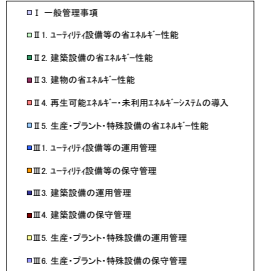 Ⅰ 一般管理事項
Ⅱ1. ﾕｰﾃｨﾘﾃｨ設備等の省ｴﾈﾙｷﾞｰ性能
Ⅱ2. 建築設備の省ｴﾈﾙｷﾞｰ性能
Ⅱ3. 建物の省ｴﾈﾙｷﾞｰ性能
Ⅱ4. 再生可能ｴﾈﾙｷﾞｰ・未利用ｴﾈﾙｷﾞｰｼｽﾃﾑの導入
Ⅱ5. 生産・プラント・特殊設備の省ｴﾈﾙｷﾞｰ性能
Ⅲ1. ﾕｰﾃｨﾘﾃｨ設備等の運用管理
Ⅲ2. ﾕｰﾃｨﾘﾃｨ設備等の保守管理
Ⅲ3. 建築設備の運用管理
Ⅲ4. 建築設備の保守管理
Ⅲ5. 生産・プラント・特殊設備の運用管理
Ⅲ6. 生産・プラント・特殊設備の保守管理